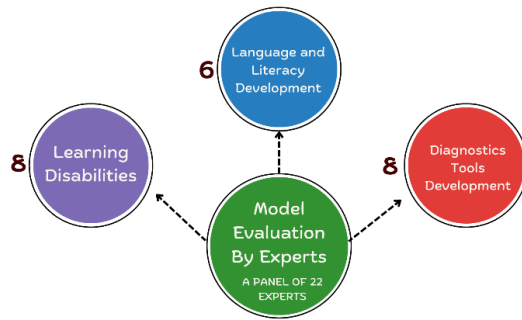 6
Language and
Literacy
Development
8
Learning
Disabilities
8
Diagnostics
Tools
Development
Model
Evaluation
By Experts
A PANEL OF 22
EXPERTS